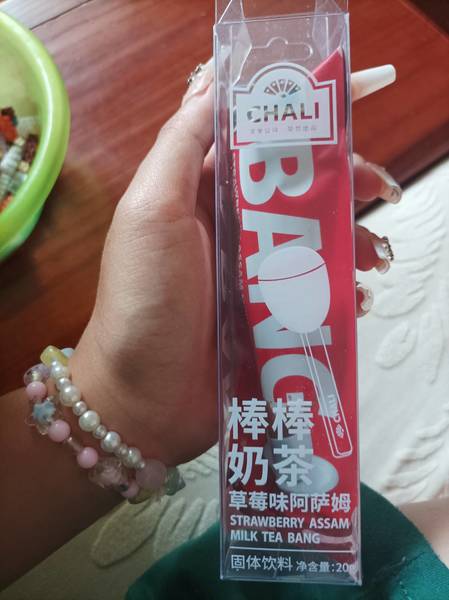 CHALI
BANG
棒棒
奶茶
草莓味阿萨姆
STRAWBERRY ASSAM
MILK TEA BANG
固体饮料 净含量:20